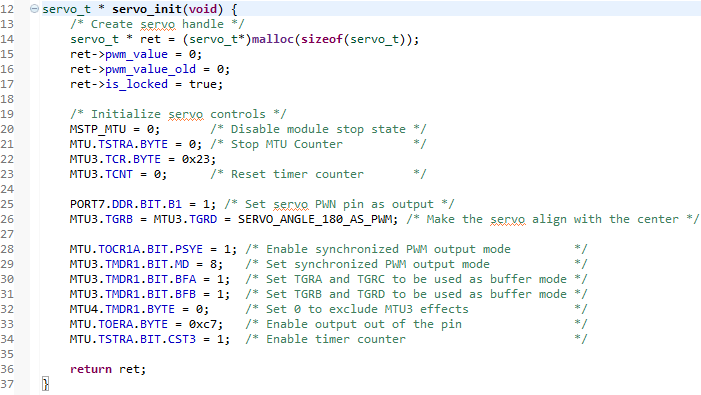 12 servo_t * servo_init(void) {
13     /* Create servo handle */
14     servo_t * ret = (servo_t*)malloc(sizeof(servo_t));
15     ret->pwm_value = 0;
16     ret->pwm_value_old = 0;
17     ret->is_locked = true;
18
19     /* Initialize servo controls */
20     MSTP_MTU = 0;       /* Disable module stop state */
21     MTU.TSTRA.BYTE = 0; /* Stop MTU Counter          */
22     MTU3.TCR.BYTE = 0x23;
23     MTU3.TCNT = 0;      /* Reset timer counter       */
24
25     PORT7.DDR.BIT.B1 = 1; /* Set servo PWN pin as output */
26     MTU3.TGRB = MTU3.TGRD = SERVO_ANGLE_180_AS_PWM; /* Make the servo align with the center */
27
28     MTU.TOCR1A.BIT.PSYE = 1; /* Enable synchronized PWM output mode         */
29     MTU3.TMDR1.BIT.MD = 8;   /* Set synchronized PWM output mode            */
30     MTU3.TMDR1.BIT.BFA = 1;  /* Set TGRA and TGRC to be used as buffer mode */
31     MTU3.TMDR1.BIT.BFB = 1;  /* Set TGRB and TGRD to be used as buffer mode */
32     MTU4.TMDR1.BYTE = 0;     /* Set 0 to exclude MTU3 effects               */
33     MTU.TOERA.BYTE = 0xc7;   /* Enable output out of the pin                */
34     MTU.TSTRA.BIT.CST3 = 1;  /* Enable timer counter                        */
35
36     return ret;
37 }